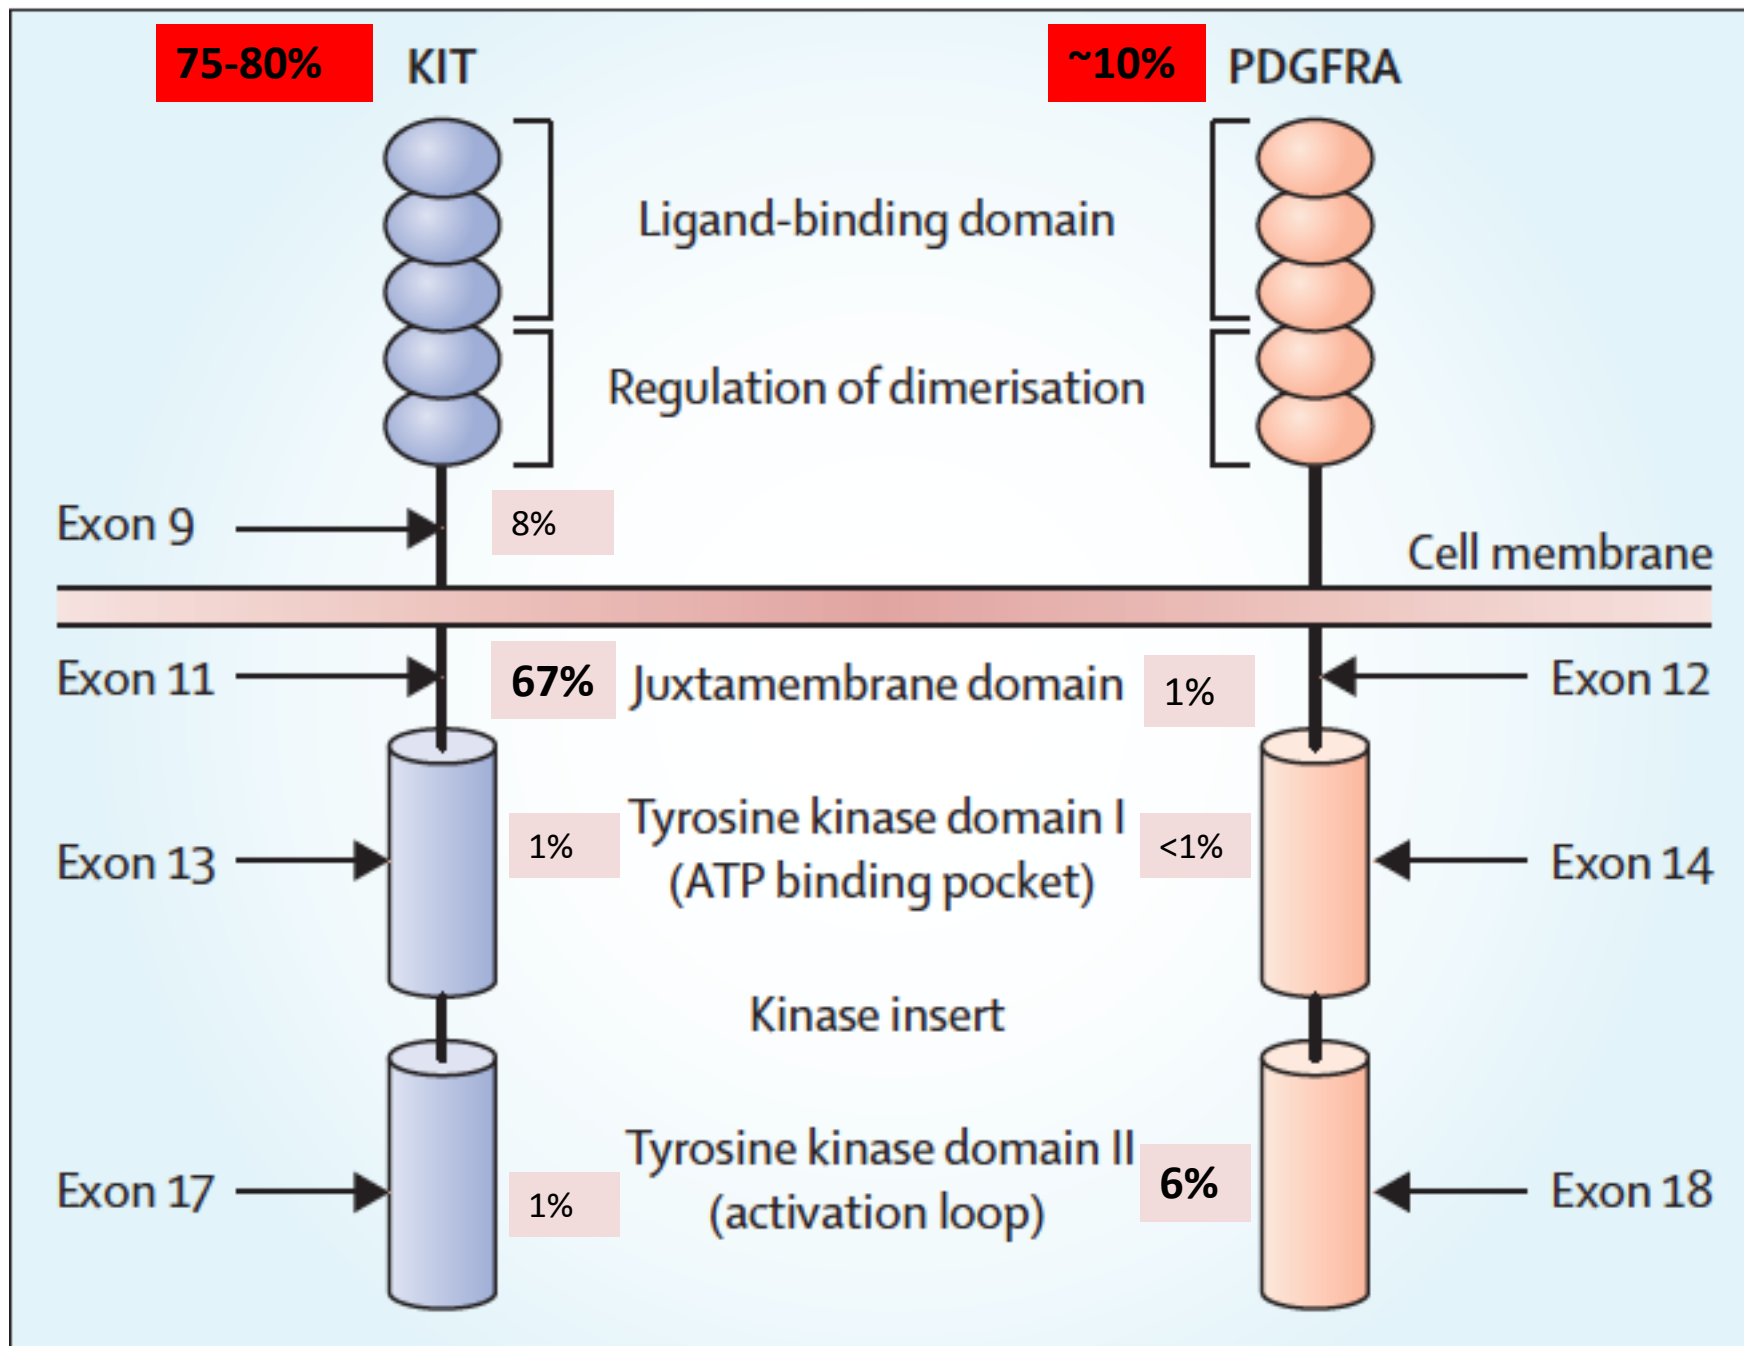 75-80%
KIT
~10%
PDGFRA
Ligand-binding domain
Regulation of dimerisation
Exon 9
8%
Cell membrane
Exon 11
67%
Juxtamembrane domain
1%
Exon 12
Exon 13
1%
Tyrosine kinase domain I
(ATP binding pocket)
<1%
Exon 14
Kinase insert
Exon 17
1%
Tyrosine kinase domain II
(activation loop)
6%
Exon 18